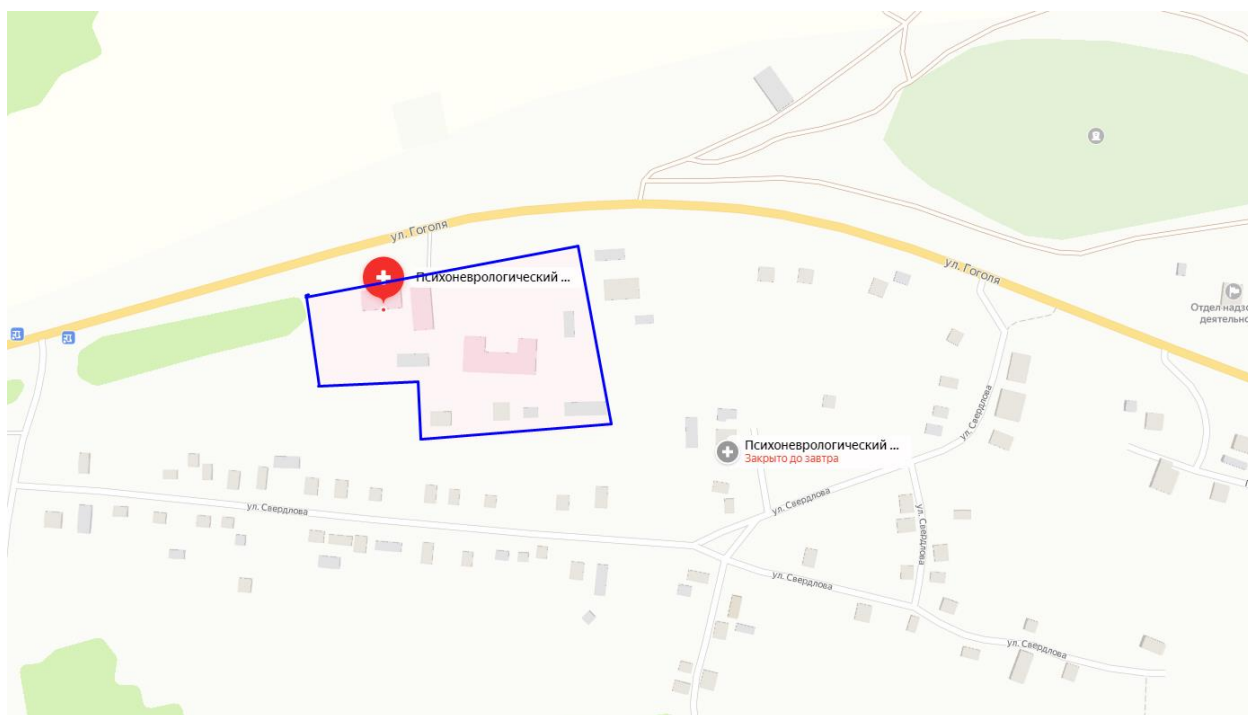 ул. Гоголя
Психоневрологический ...
ул. Гоголя
Отдел надзо
деятельно
ул. Свердлова
Психоневрологический ...
Закрыто до завтра
ул. Свердлова
ул. Свердлова
ул. Свердлова
ул. Свердлова
ул. Свердлова